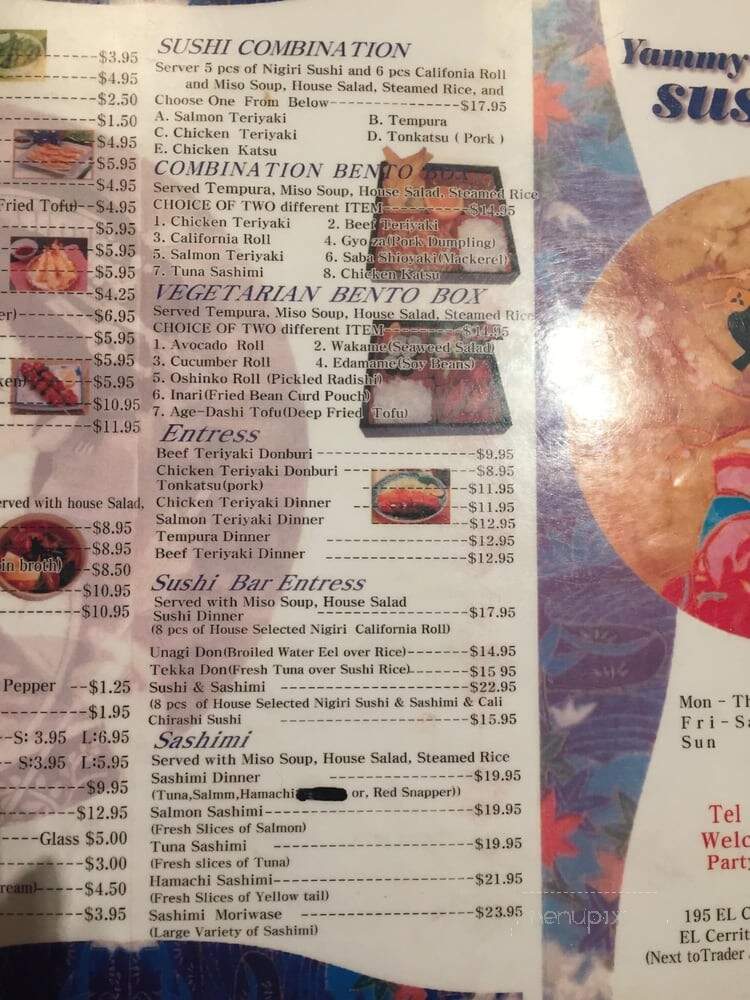 $3.95
$4.95
$2.50
$1.50
$4.95
$5.95
$4.95
Fried Tofu)--$4.95
$5.95
$5.95
$5.95
$4.25
er)----$6.95
$5.95
$5.95
ken) $5.95
$10.95
$11.95
erved with house Salad,
$8.95
$8.95
in broth) -$8.50
$10.95
$10.95
Pepper --$1.25
$1.95
--S: 3.95 L:6.95
-- S:3.95 L:5.95
$9.95
$12.95
----Glass $5.00
$3.00
ream)----$4.50
$3.95
SUSHI COMBINATION
Server 5 pcs of Nigiri Sushi and 6 pcs Califonia Roll
and Miso Soup, House Salad, Steamed Rice, and
Choose One From Below----------------$17.95
A. Salmon Teriyaki B. Tempura
C. Chicken Teriyaki D. Tonkatsu ( Pork )
E. Chicken Katsu
COMBINATION BENTO BOX
Served Tempura, Miso Soup, House Salad, Steamed Rice
CHOICE OF TWO different ITEM----------$14.95
1. Chicken Teriyaki 2. Beef Teriyaki
3. California Roll 4. Gyoza(Pork Dumpling)
5. Salmon Teriyaki 6. Saba Shioyaki(Mackerel)
7. Tuna Sashimi 8. Chicken Katsu
VEGETARIAN BENTO BOX
Served Tempura, Miso Soup, House Salad, Steamed Rice
CHOICE OF TWO different ITEM----------$14.95
1. Avocado Roll 2. Wakame(Seaweed Salad)
3. Cucumber Roll 4. Edamame(Soy Beans)
5. Oshinko Roll (Pickled Radishi)
6. Inari(Fried Bean Curd Pouch)
7. Age-Dashi Tofu(Deep Fried Tofu)
Entress
Beef Teriyaki Donburi ----------------$9.95
Chicken Teriyaki Donburi ----------------$8.95
Tonkatsu(pork) ----------------$11.95
Chicken Teriyaki Dinner ----------------$11.95
Salmon Teriyaki Dinner ----------------$12.95
Tempura Dinner ----------------$12.95
Beef Teriyaki Dinner ----------------$12.95
Sushi Bar Entress
Served with Miso Soup, House Salad
Sushi Dinner ----------------$17.95
(8 pcs of House Selected Nigiri California Roll)
Unagi Don(Broiled Water Eel over Rice)-------$14.95
Tekka Don(Fresh Tuna over Sushi Rice)-------$15 95
Sushi & Sashimi ----------------$22.95
(8 pcs of House Selected Nigiri Sushi & Sashimi & Cali
Chirashi Sushi ----------------$15.95
Sashimi
Served with Miso Soup, House Salad, Steamed Rice
Sashimi Dinner ----------------$19.95
(Tuna,Salmm,Hamachi or, Red Snapper))
Salmon Sashimi----------------$19.95
(Fresh Slices of Salmon)
Tuna Sashimi ----------------$19.95
(Fresh slices of Tuna)
Hamachi Sashimi----------------$21.95
(Fresh Slices of Yellow tail)
Sashimi Moriwase ----------------$23.95
(Large Variety of Sashimi)
Yammy
sus
Mon - Th
Fri-Sa
Sun
Tel
Welc
Party
195 EL C
EL Cerrit
(Next to Trader
menupix